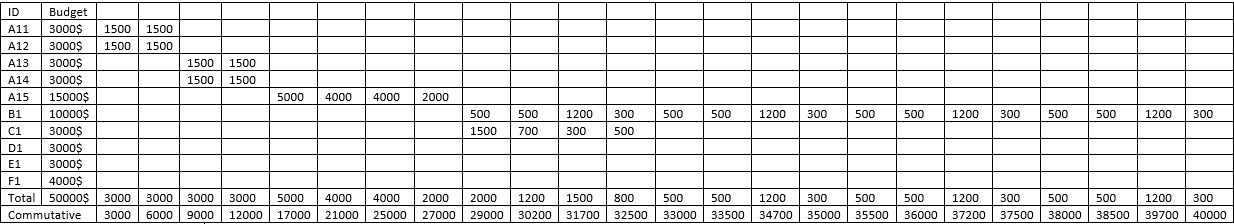 ID Budget
A11 3000$ 1500 1500
A12 3000$ 1500 1500
A13 3000$ 1500 1500
A14 3000$ 1500 1500
A15 15000$ 5000 4000 4000 2000
B1 10000$ 500 500 1200 300 500 500 1200 300 500 500 1200 300 500 500 1200 300
C1 3000$ 1500 700 300 500
D1 3000$
E1 3000$
F1 4000$
Total 50000$ 3000 3000 3000 3000 5000 4000 4000 2000 2000 1200 1500 800 500 500 1200 300 500 500 1200 300 500 500 1200 300
Commutative 3000 6000 9000 12000 17000 21000 25000 27000 29000 30200 31700 32500 33000 33500 34700 35000 35500 36000 37200 37500 38000 38500 39700 40000